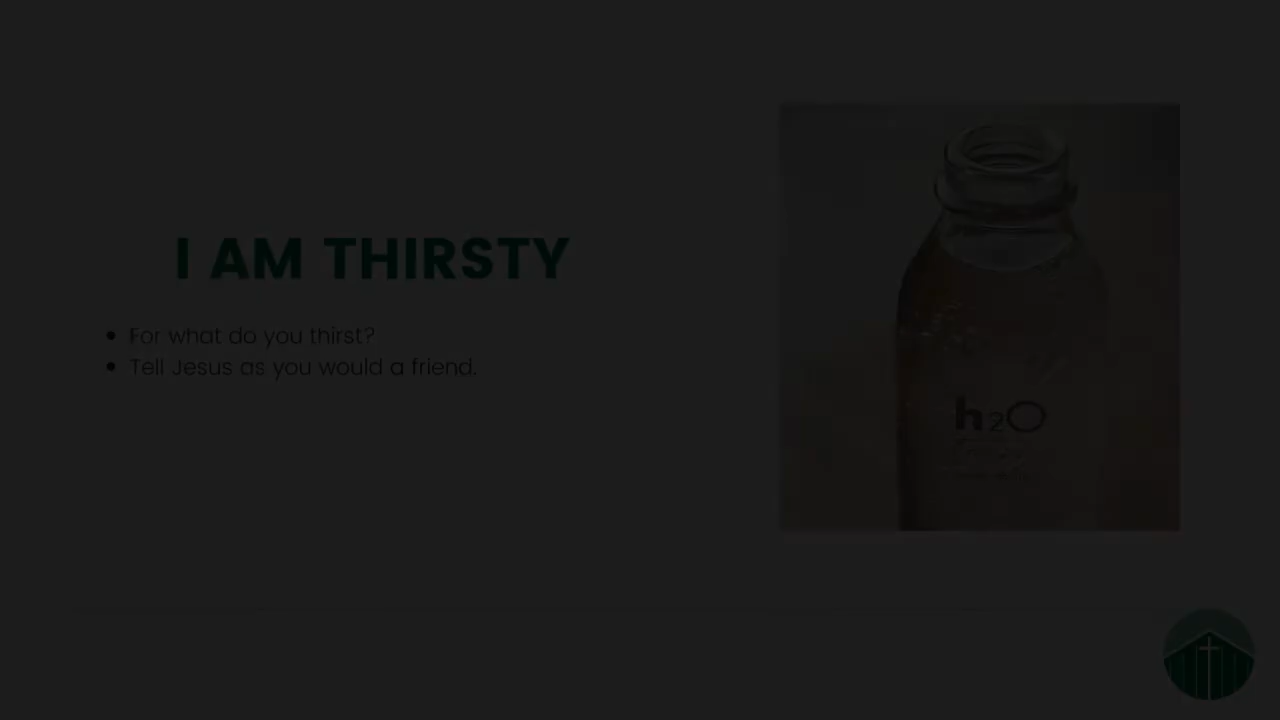 I AM THIRSTY
For what do you thirst?
Tell Jesus as you would a friend.
h2O